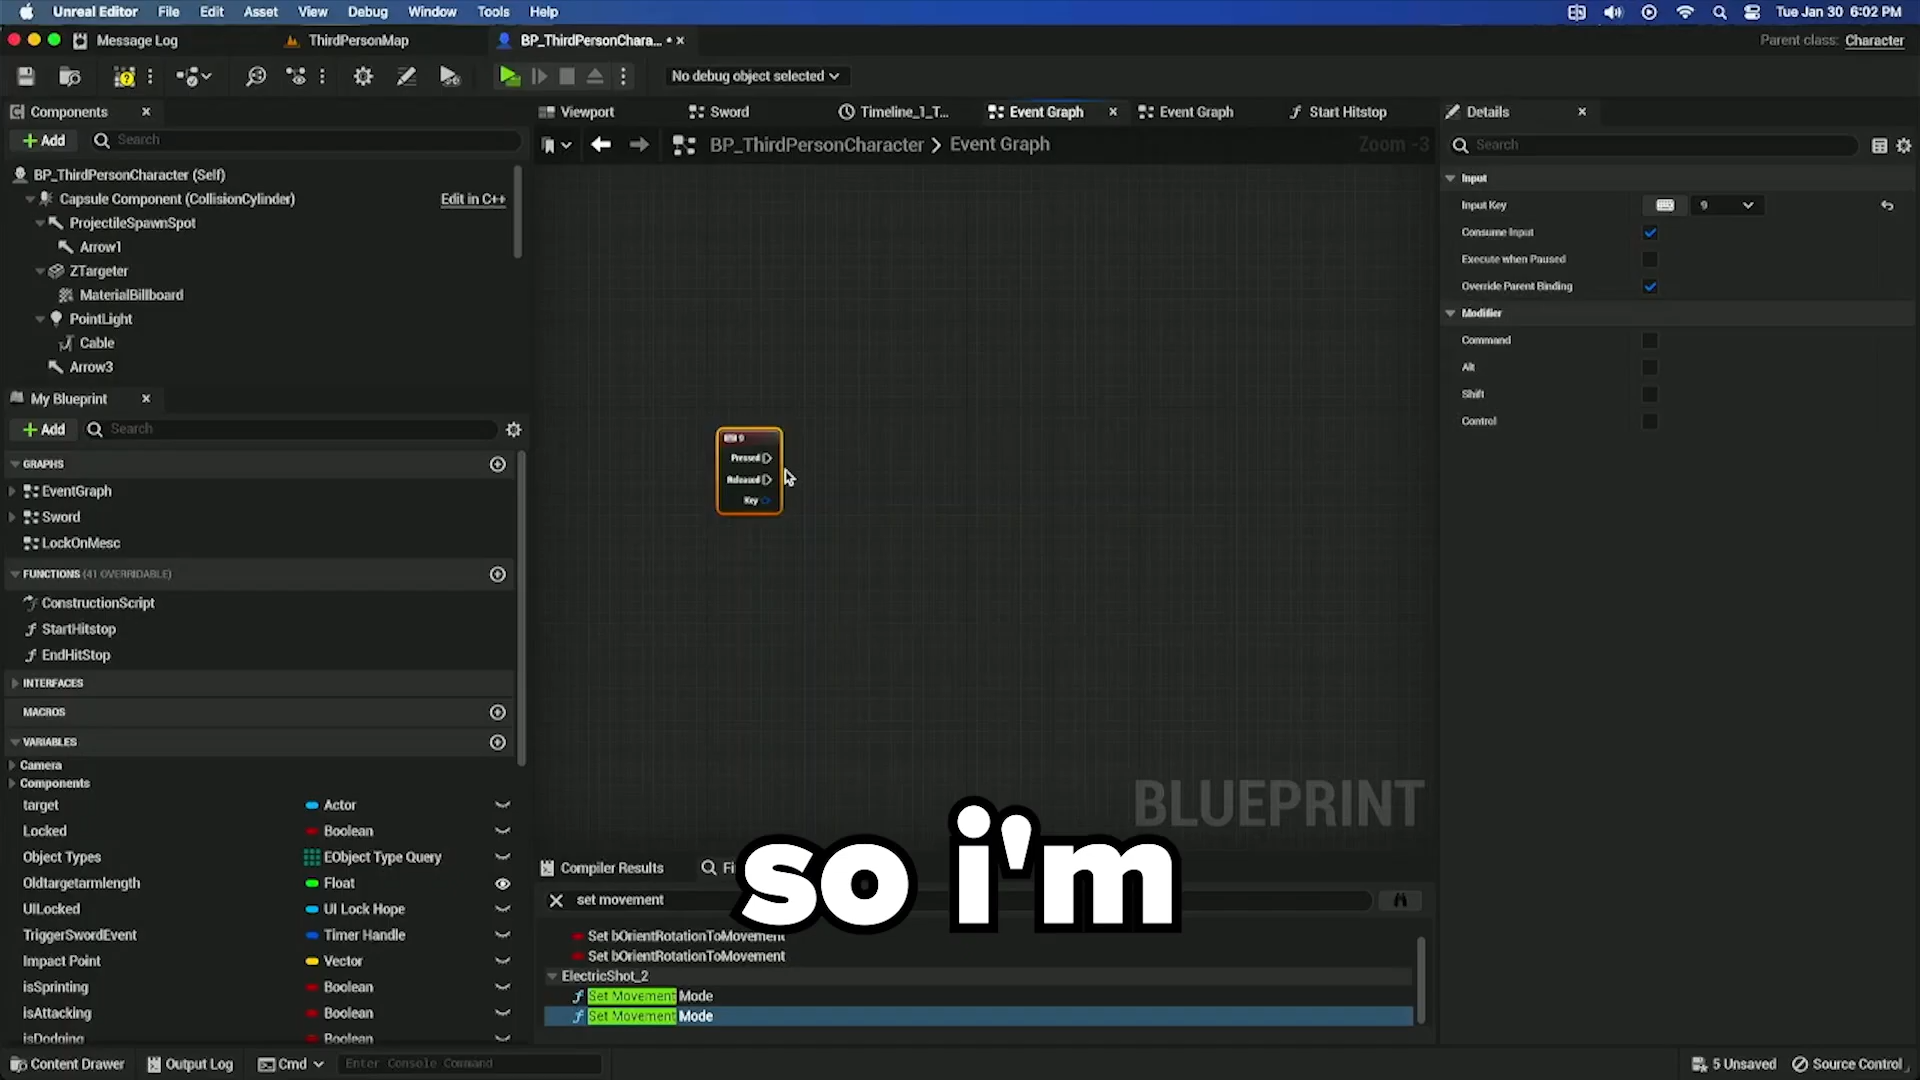 Unreal Editor File Edit Asset View Debug Window Tools Help Tue Jan 30 6:02 PM
Message Log ThirdPersonMap BP_ThirdPersonChara... Parent class: Character
No debug object selected
Components Viewport Sword Timeline_1_T... Event Graph Event Graph Start Hitstop Details
Add Search
BP_ThirdPersonCharacter > Event Graph Zoom -3
Search
BP_ThirdPersonCharacter (Self)
Capsule Component (CollisionCylinder) Edit in C++
ProjectileSpawnSpot
Arrow1
ZTargeter
MaterialBillboard
PointLight
Cable
Arrow3
My Blueprint
Add Search
GRAPHS
EventGraph
Sword
LockOnMesc
FUNCTIONS (41 OVERRIDABLE)
ConstructionScript
StartHitstop
EndHitStop
INTERFACES
MACROS
VARIABLES
Camera
Components
target Actor
Locked Boolean
Object Types EObject Type Query
Oldtargetarmlength Float
UILocked UI Lock Hope
TriggerSwordEvent Timer Handle
Impact Point Vector
isSprinting Boolean
isAttacking Boolean
isDodging Boolean
9
Pressed
Released
Key
BLUEPRINT
so i'm
Compiler Results Fi
set movement
Set bOrientRotationToMovement
Set bOrientRotationToMovement
ElectricShot_2
Set Movement Mode
Set Movement Mode
Input
Input Key 9
Consume Input
Execute when Paused
Override Parent Binding
Modifier
Command
Alt
Shift
Control
Content Drawer Output Log Cmd Enter Console Command 5 Unsaved Source Control